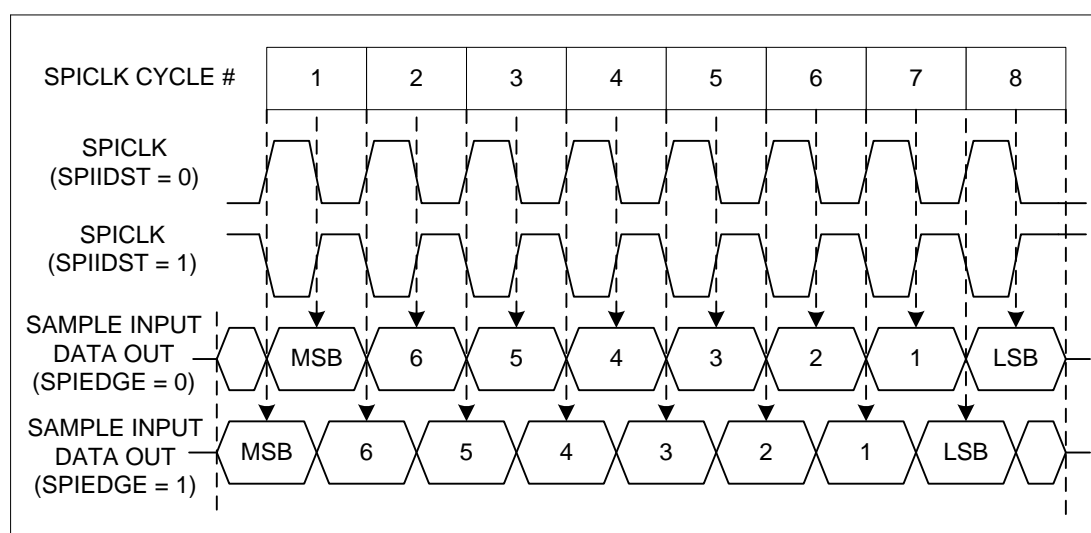 SPICLK CYCLE # 1 2 3 4 5 6 7 8
SPICLK
(SPIIDST = 0)
SPICLK
(SPIIDST = 1)
SAMPLE INPUT
DATA OUT
(SPIEDGE = 0)
MSB 6 5 4 3 2 1 LSB
SAMPLE INPUT
DATA OUT
(SPIEDGE = 1)
MSB 6 5 4 3 2 1 LSB